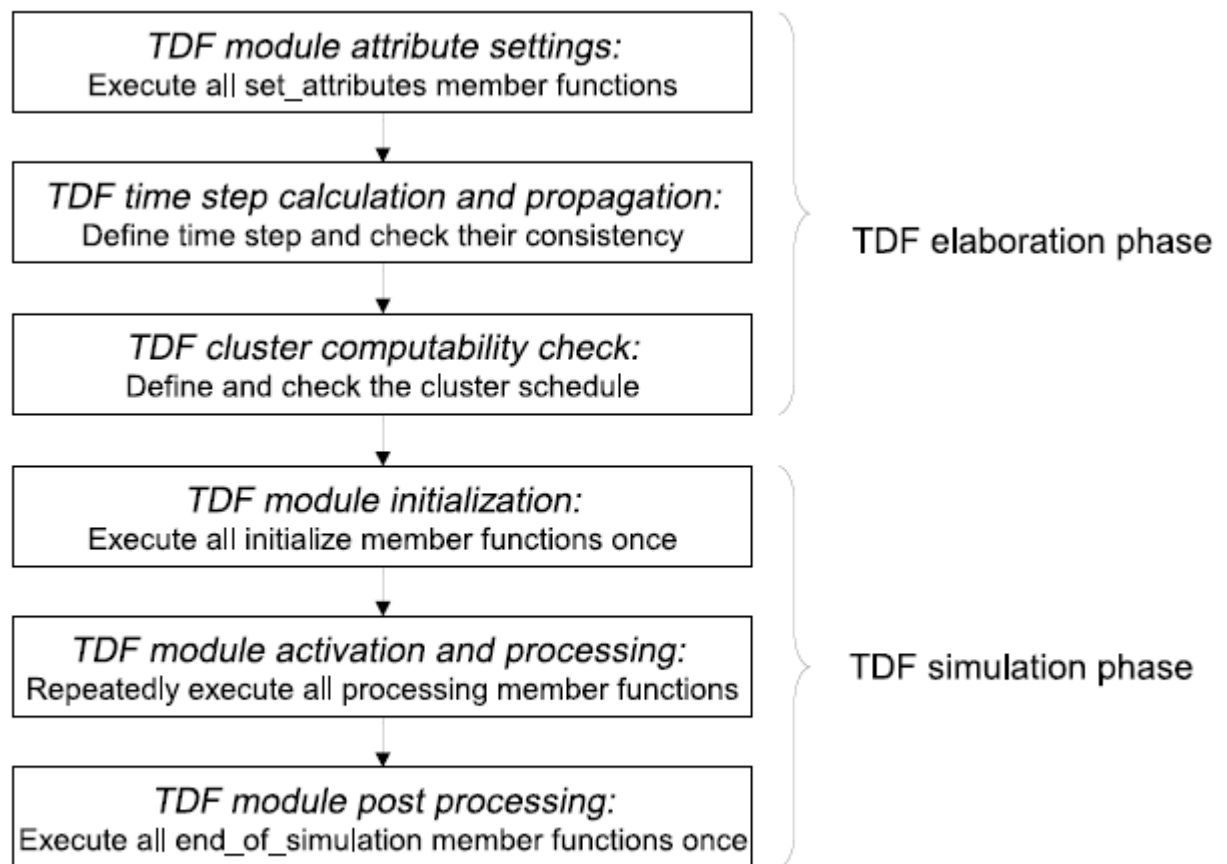 TDF module attribute settings:
Execute all set_attributes member functions
TDF time step calculation and propagation:
Define time step and check their consistency
TDF elaboration phase
TDF cluster computability check:
Define and check the cluster schedule
TDF module initialization:
Execute all initialize member functions once
TDF module activation and processing:
Repeatedly execute all processing member functions
TDF simulation phase
TDF module post processing:
Execute all end_of_simulation member functions once